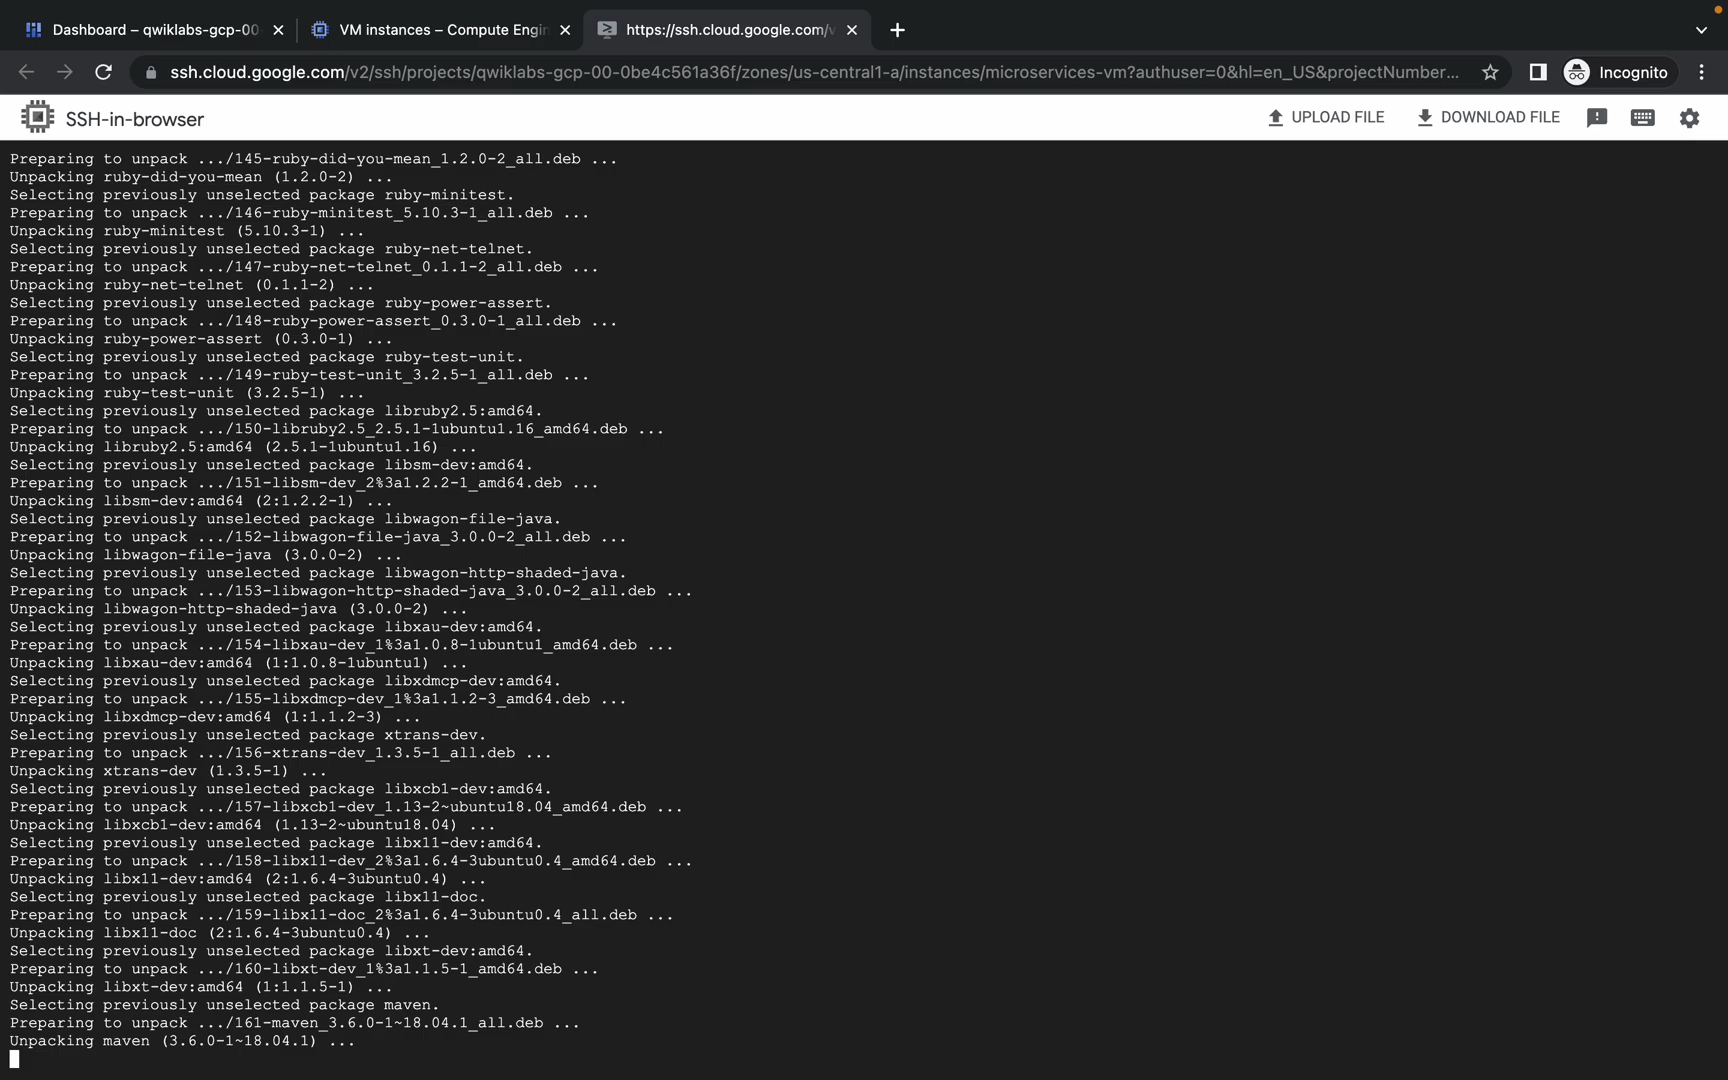 Dashboard – qwiklabs-gcp-00
VM instances – Compute Engin
https://ssh.cloud.google.com/v
ssh.cloud.google.com/v2/ssh/projects/qwiklabs-gcp-00-0be4c561a36f/zones/us-central1-a/instances/microservices-vm?authuser=0&hl=en_US&projectNumber...
Incognito
SSH-in-browser
UPLOAD FILE
DOWNLOAD FILE
Preparing to unpack .../145-ruby-did-you-mean_1.2.0-2_all.deb ...
Unpacking ruby-did-you-mean (1.2.0-2) ...
Selecting previously unselected package ruby-minitest.
Preparing to unpack .../146-ruby-minitest_5.10.3-1_all.deb ...
Unpacking ruby-minitest (5.10.3-1) ...
Selecting previously unselected package ruby-net-telnet.
Preparing to unpack .../147-ruby-net-telnet_0.1.1-2_all.deb ...
Unpacking ruby-net-telnet (0.1.1-2) ...
Selecting previously unselected package ruby-power-assert.
Preparing to unpack .../148-ruby-power-assert_0.3.0-1_all.deb ...
Unpacking ruby-power-assert (0.3.0-1) ...
Selecting previously unselected package ruby-test-unit.
Preparing to unpack .../149-ruby-test-unit_3.2.5-1_all.deb ...
Unpacking ruby-test-unit (3.2.5-1) ...
Selecting previously unselected package libruby2.5:amd64.
Preparing to unpack .../150-libruby2.5_2.5.1-1ubuntu1.16_amd64.deb ...
Unpacking libruby2.5:amd64 (2.5.1-1ubuntu1.16) ...
Selecting previously unselected package libsm-dev:amd64.
Preparing to unpack .../151-libsm-dev_2%3a1.2.2-1_amd64.deb ...
Unpacking libsm-dev:amd64 (2:1.2.2-1) ...
Selecting previously unselected package libwagon-file-java.
Preparing to unpack .../152-libwagon-file-java_3.0.0-2_all.deb ...
Unpacking libwagon-file-java (3.0.0-2) ...
Selecting previously unselected package libwagon-http-shaded-java.
Preparing to unpack .../153-libwagon-http-shaded-java_3.0.0-2_all.deb ...
Unpacking libwagon-http-shaded-java (3.0.0-2) ...
Selecting previously unselected package libxau-dev:amd64.
Preparing to unpack .../154-libxau-dev_1%3a1.0.8-1ubuntu1_amd64.deb ...
Unpacking libxau-dev:amd64 (1:1.0.8-1ubuntu1) ...
Selecting previously unselected package libxdmcp-dev:amd64.
Preparing to unpack .../155-libxdmcp-dev_1%3a1.1.2-3_amd64.deb ...
Unpacking libxdmcp-dev:amd64 (1:1.1.2-3) ...
Selecting previously unselected package xtrans-dev.
Preparing to unpack .../156-xtrans-dev_1.3.5-1_all.deb ...
Unpacking xtrans-dev (1.3.5-1) ...
Selecting previously unselected package libxcb1-dev:amd64.
Preparing to unpack .../157-libxcb1-dev_1.13-2~ubuntu18.04_amd64.deb ...
Unpacking libxcb1-dev:amd64 (1.13-2~ubuntu18.04) ...
Selecting previously unselected package libx11-dev:amd64.
Preparing to unpack .../158-libx11-dev_2%3a1.6.4-3ubuntu0.4_amd64.deb ...
Unpacking libx11-dev:amd64 (2:1.6.4-3ubuntu0.4) ...
Selecting previously unselected package libx11-doc.
Preparing to unpack .../159-libx11-doc_2%3a1.6.4-3ubuntu0.4_all.deb ...
Unpacking libx11-doc (2:1.6.4-3ubuntu0.4) ...
Selecting previously unselected package libxt-dev:amd64.
Preparing to unpack .../160-libxt-dev_1%3a1.1.5-1_amd64.deb ...
Unpacking libxt-dev:amd64 (1:1.1.5-1) ...
Selecting previously unselected package maven.
Preparing to unpack .../161-maven_3.6.0-1~18.04.1_all.deb ...
Unpacking maven (3.6.0-1~18.04.1) ...